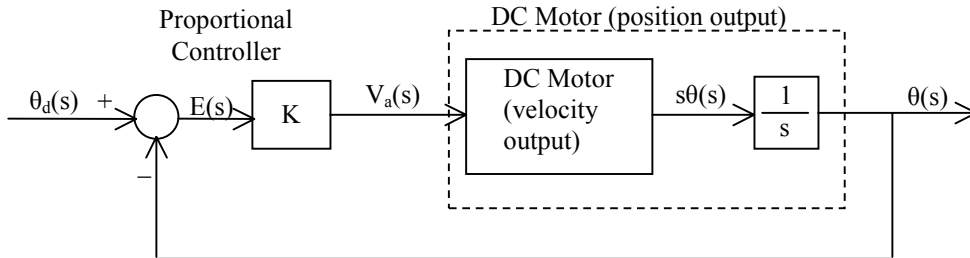 DC Motor (position output)
Proportional
Controller
θd(s)
+
E(s)
K
Va(s)
DC Motor
(velocity
output)
sθ(s)
1
s
θ(s)
−